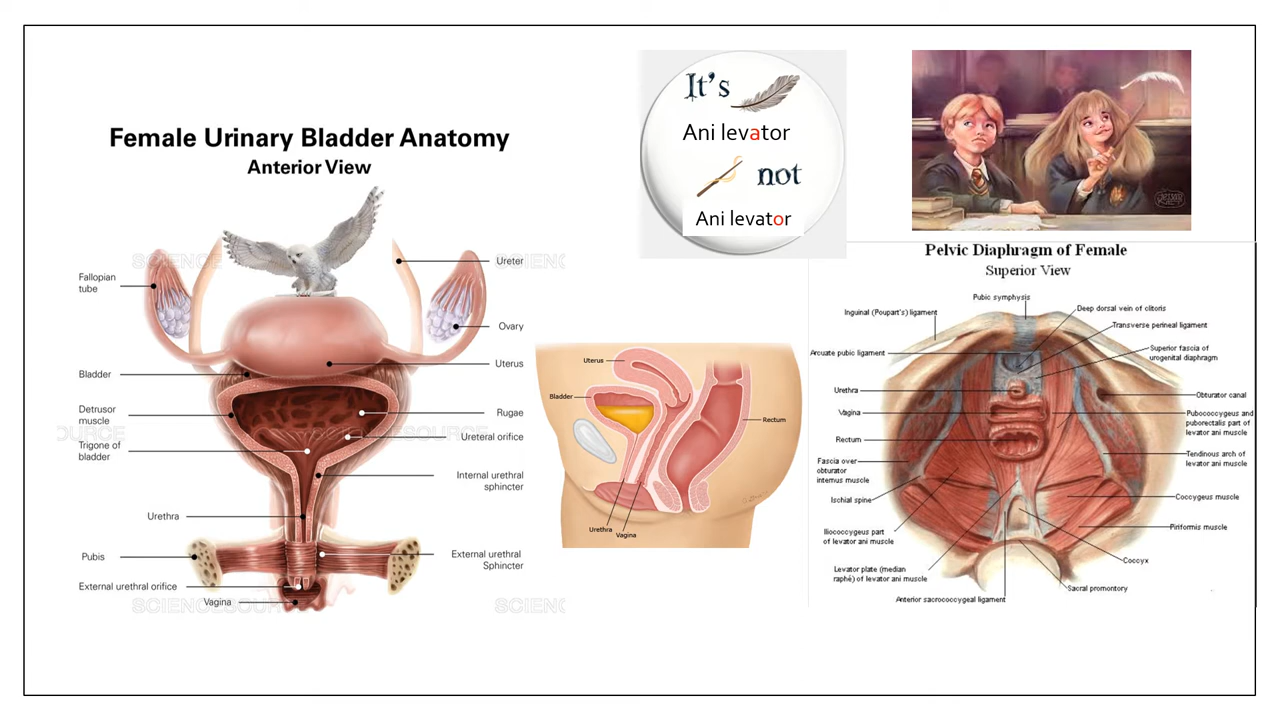 Female Urinary Bladder Anatomy
Anterior View
Fallopian
tube
Bladder
Detrusor
muscle
Trigone of
bladder
Urethra
Pubis
External urethral orifice
Vagina
Ureter
Ovary
Uterus
Rugae
Ureteral orifice
Internal urethral
sphincter
External urethral
Sphincter
SCIENCE
SCIENC
OURCE
SOURCE
SCIENCESOURCE
SCIENC
Uterus
Bladder
Rectum
Urethra
Vagina
It's
Ani levator
not
Ani levator
Pelvic Diaphragm of Female
Superior View
Pubic symphysis
Inguinal (Poupart's) ligament
Arcuate pubic ligament
Urethra
Vagina
Rectum
Fascia over
obturator
internus muscle
Ischial spine
Iliococcygeus part
of levator ani muscle
Levator plate (median
raphé) of levator ani muscle
Anterior sacrococcygeal ligament
Deep dorsal vein of clitoris
Transverse perineal ligament
Superior fascia of
urogenital diaphragm
Obturator canal
Pubococcygeus and
puborectalis part of
levator ani muscle
Tendinous arch of
levator ani muscle
Coccygeus muscle
Piriformis muscle
Coccyx
Sacral promontory